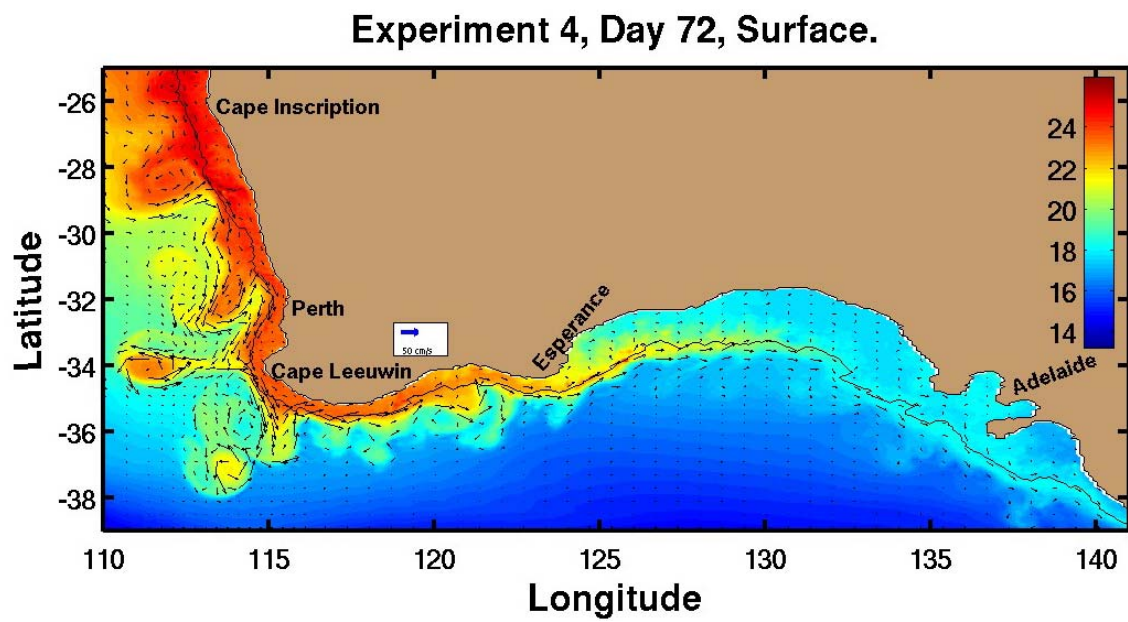 Experiment 4, Day 72, Surface.
Latitude
-26
-28
-30
-32
-34
-36
-38
Cape Inscription
Perth
50 cm/s
Cape Leeuwin
Esperance
Adelaide
24
22
20
18
16
14
110
115
120
125
130
135
140
Longitude